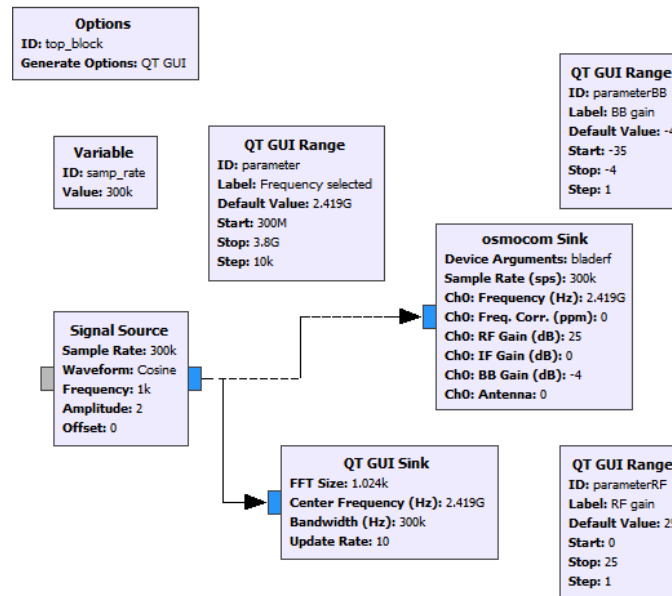 Options
ID: top_block
Generate Options: QT GUI
Variable
ID: samp_rate
Value: 300k
QT GUI Range
ID: parameter
Label: Frequency selected
Default Value: 2.419G
Start: 300M
Stop: 3.8G
Step: 10k
QT GUI Range
ID: parameterBB
Label: BB gain
Default Value: -4
Start: -35
Stop: -4
Step: 1
osmocom Sink
Device Arguments: bladerf
Sample Rate (sps): 300k
Ch0: Frequency (Hz): 2.419G
Ch0: Freq. Corr. (ppm): 0
Ch0: RF Gain (dB): 25
Ch0: IF Gain (dB): 0
Ch0: BB Gain (dB): -4
Ch0: Antenna: 0
Signal Source
Sample Rate: 300k
Waveform: Cosine
Frequency: 1k
Amplitude: 2
Offset: 0
QT GUI Sink
FFT Size: 1.024k
Center Frequency (Hz): 2.419G
Bandwidth (Hz): 300k
Update Rate: 10
QT GUI Range
ID: parameterRF
Label: RF gain
Default Value: 25
Start: 0
Stop: 25
Step: 1